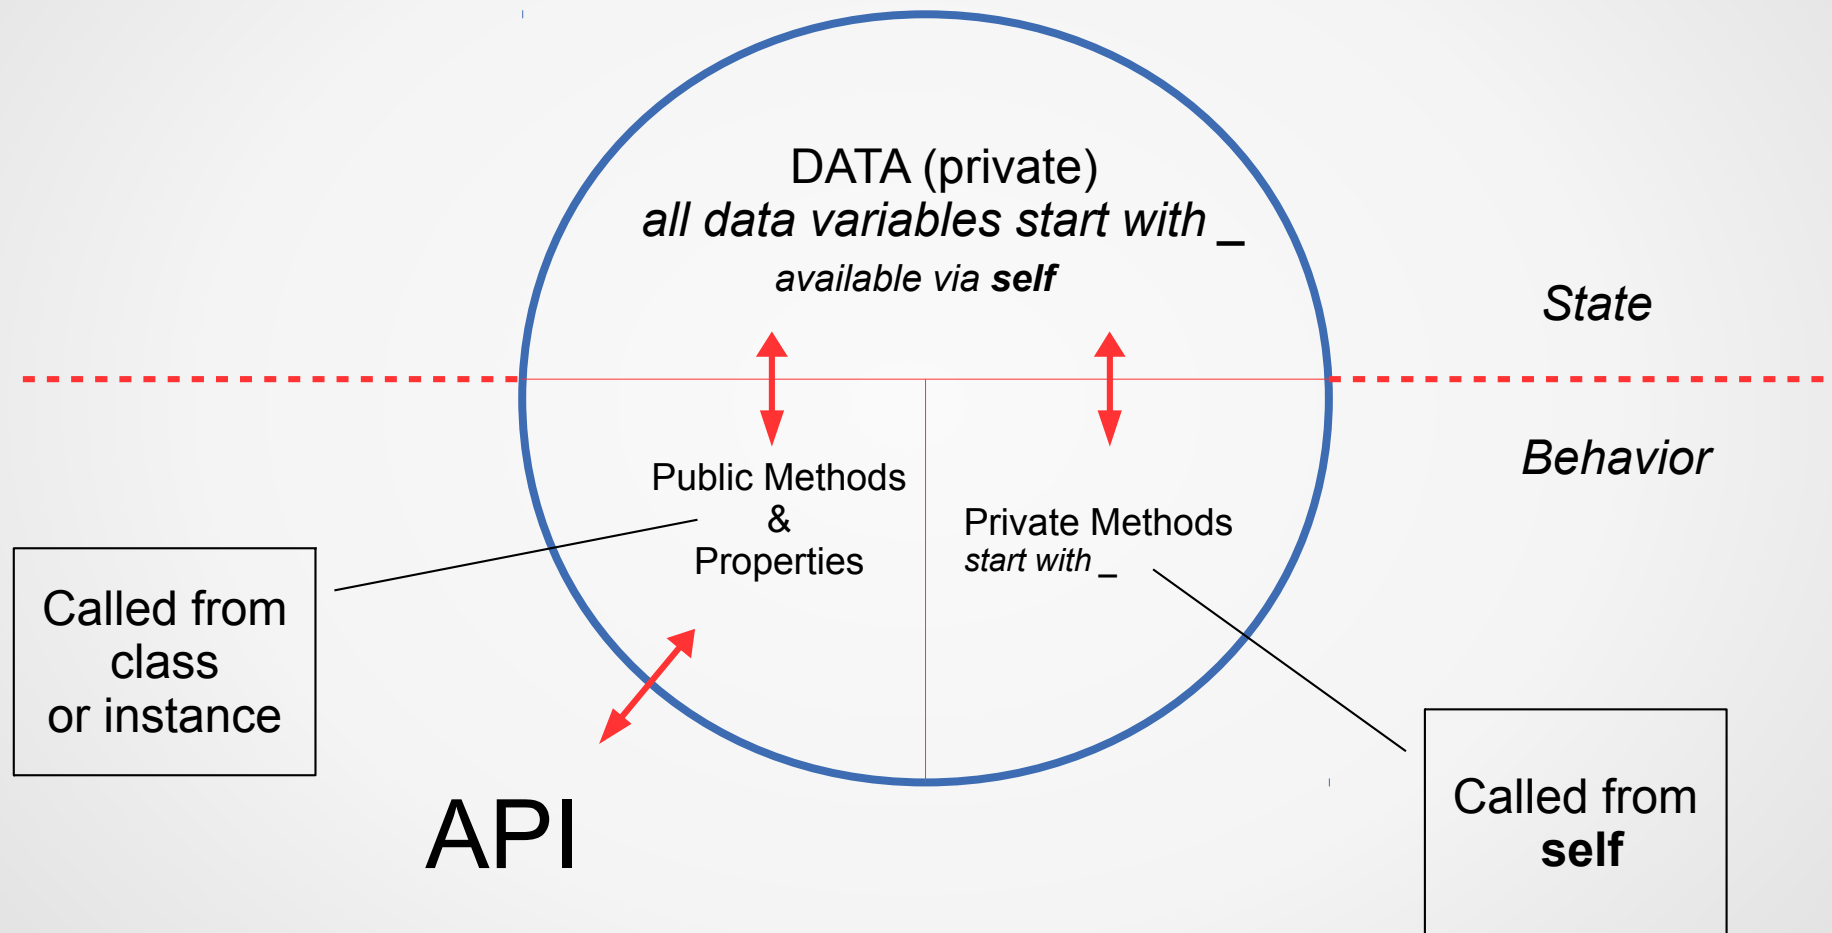 DATA (private)
all data variables start with _
available via self
State
Behavior
Public Methods
&
Properties
Private Methods
start with _
Called from
class
or instance
API
Called from
self